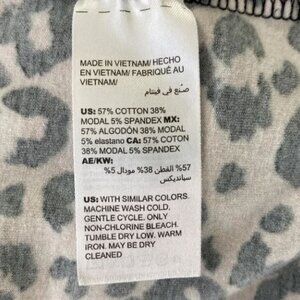 MADE IN VIETNAM/ HECHO
EN VIETNAM/ FABRIQUÉ AU
VIETNAM/
صنع في فيتنام
US: 57% COTTON 38%
MODAL 5% SPANDEX MX:
57% ALGODÓN 38% MODAL
5% elastano CA: 57% COTTON
38% MODAL 5% SPANDEX
AE/KW:
57% القطن 38% مودال 5%
سباندیکس
US: WITH SIMILAR COLORS.
MACHINE WASH COLD,
GENTLE CYCLE. ONLY
NON-CHLORINE BLEACH.
TUMBLE DRY LOW. WARM
IRON. MAY BE DRY
CLEANED